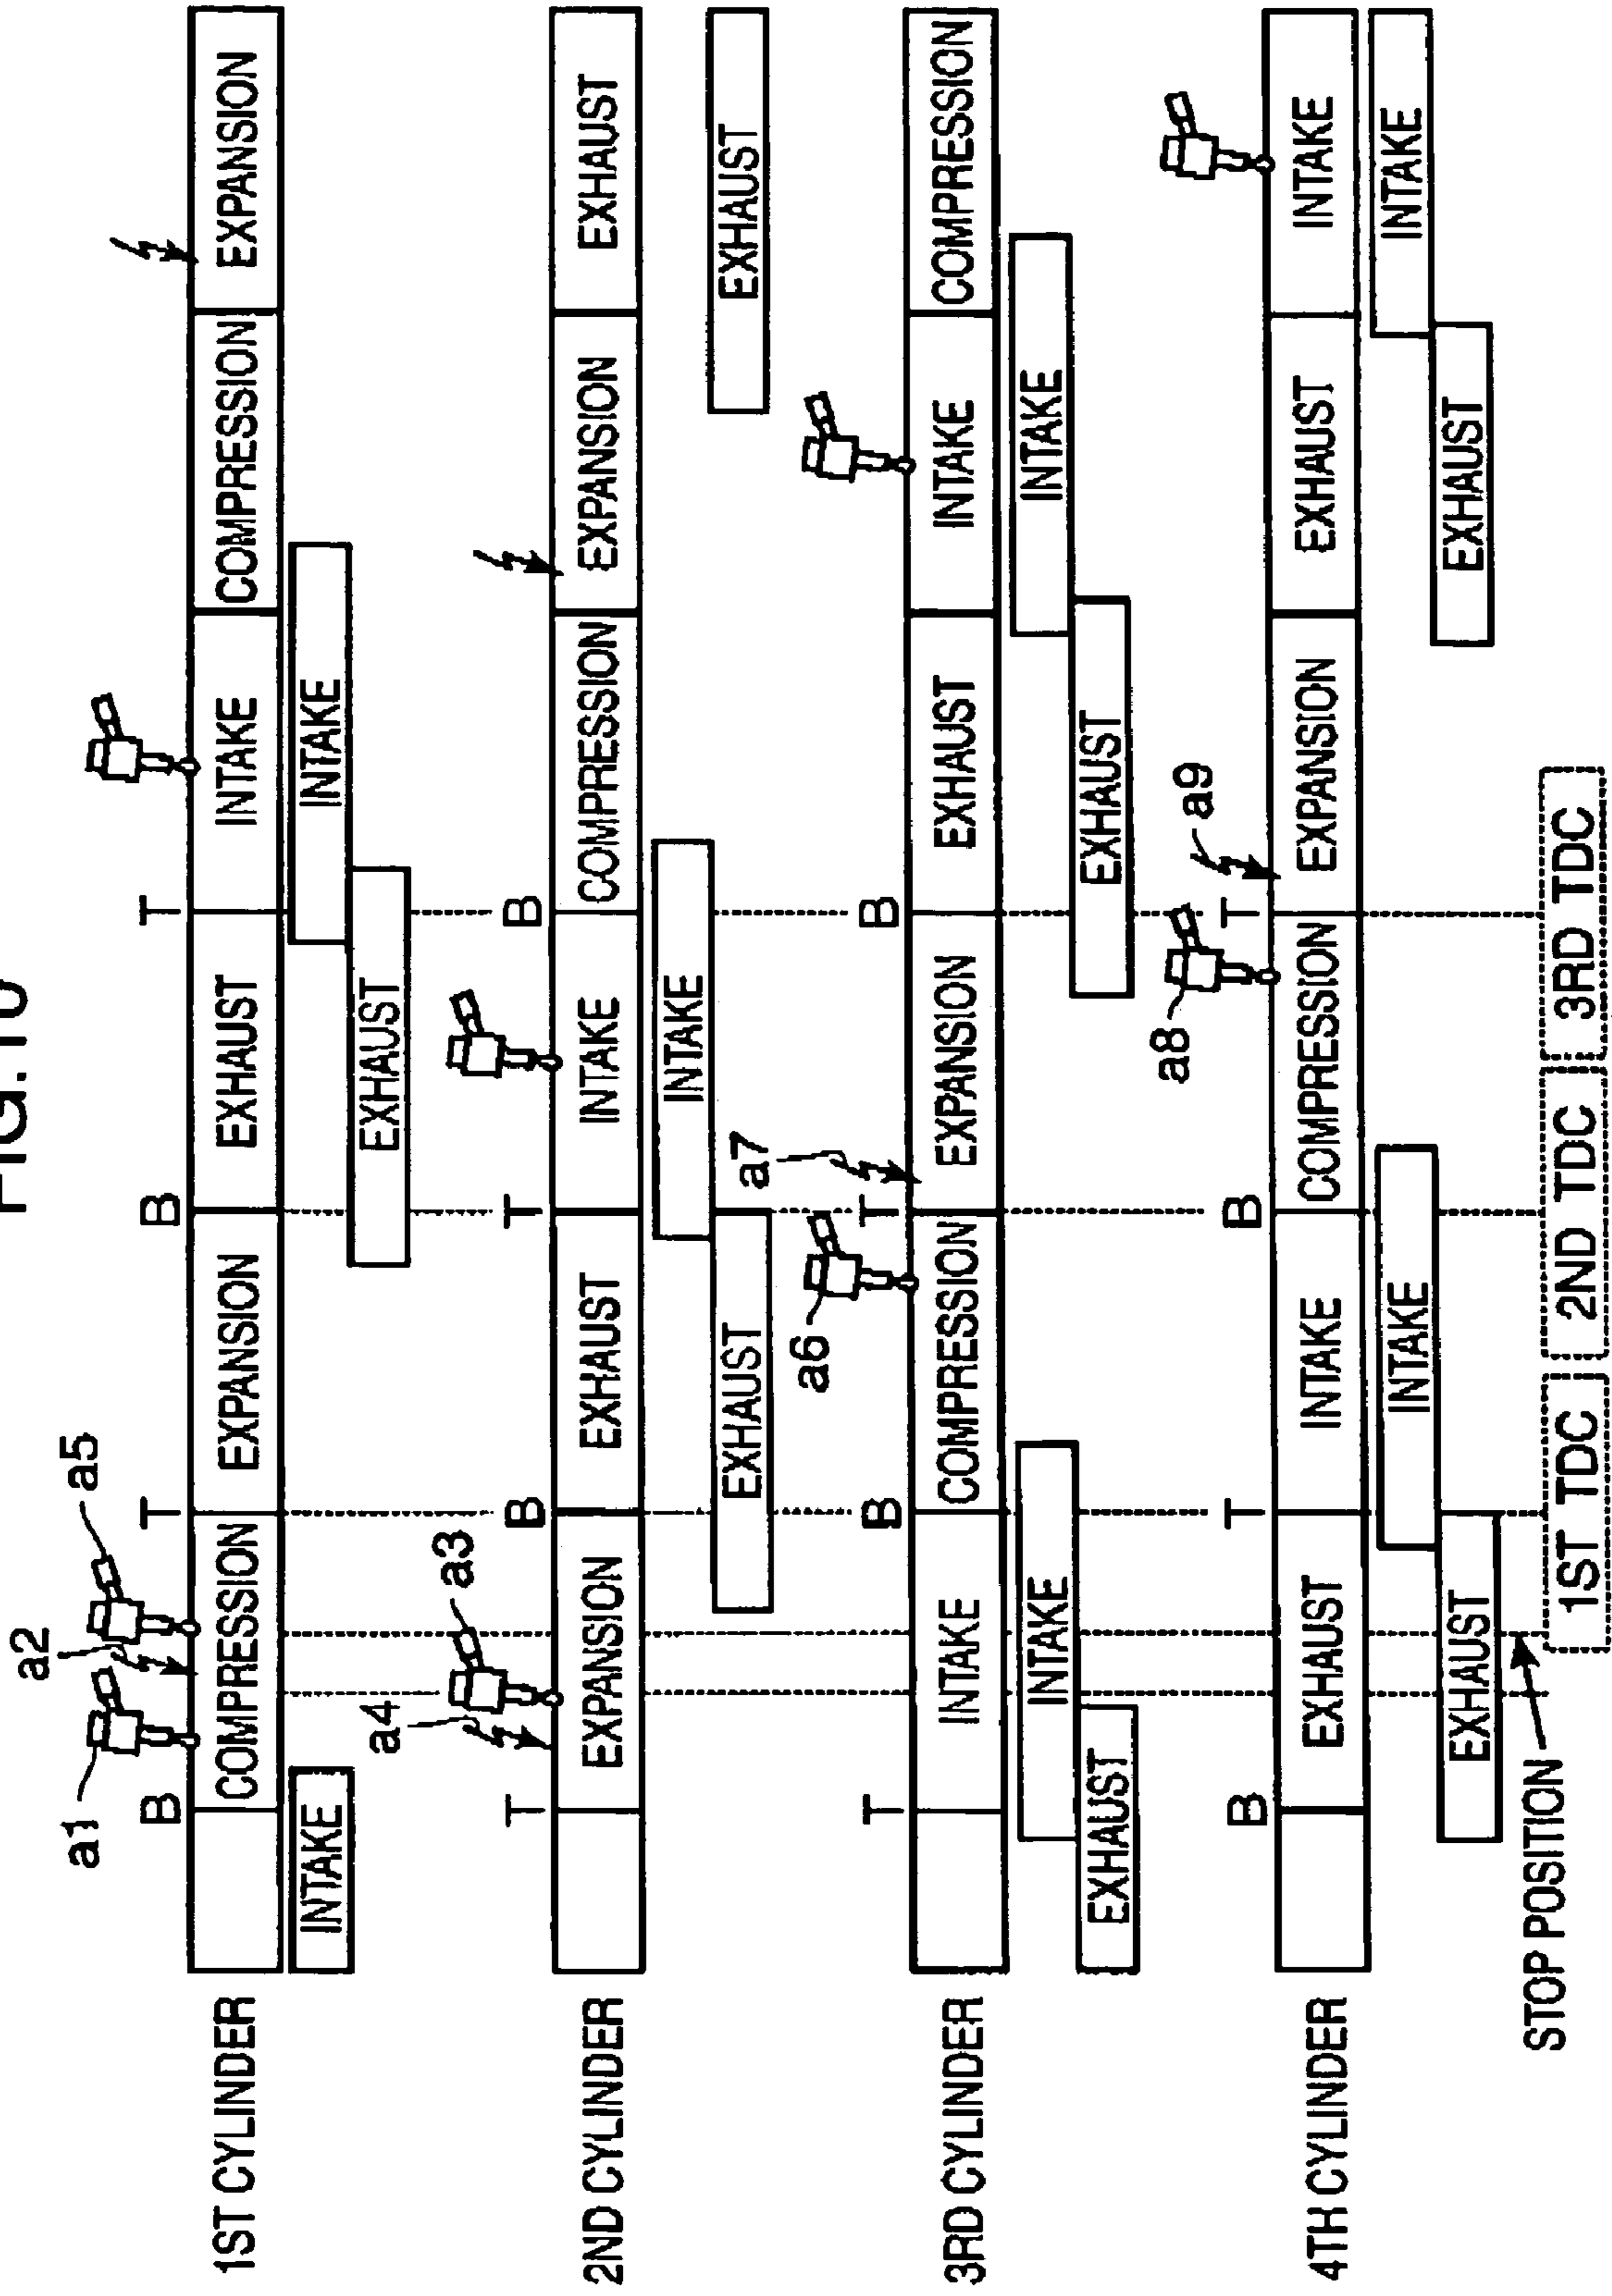 FIG.10
1ST CYLINDER
a1
a2
a5
B
T
B
T
COMPRESSION
EXPANSION
EXHAUST
INTAKE
COMPRESSION
EXPANSION
INTAKE
INTAKE
EXHAUST
2ND CYLINDER
a4
a3
T
B
T
B
EXPANSION
EXHAUST
INTAKE
COMPRESSION
EXPANSION
EXHAUST
INTAKE
EXHAUST
EXHAUST
3RD CYLINDER
a6
a7
T
B
T
B
INTAKE
COMPRESSION
EXPANSION
EXHAUST
INTAKE
COMPRESSION
INTAKE
INTAKE
EXHAUST
EXHAUST
4TH CYLINDER
a8
a9
B
T
B
T
EXHAUST
INTAKE
COMPRESSION
EXPANSION
EXHAUST
INTAKE
INTAKE
INTAKE
EXHAUST
EXHAUST
STOP POSITION
1ST TDC
2ND TDC
3RD TDC